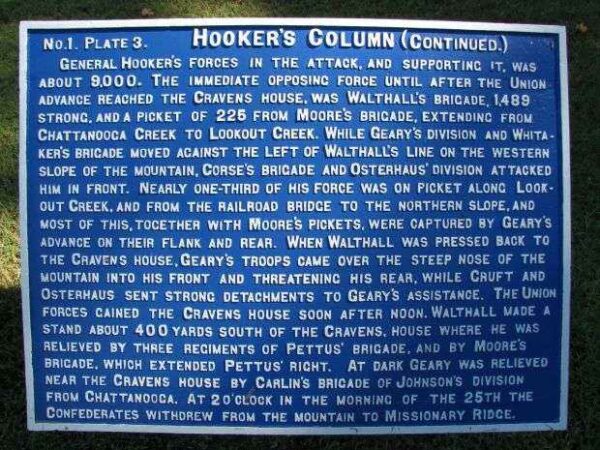 No.1. Plate 3. Hooker's Column (Continued.)
General Hooker's forces in the attack, and supporting it, was
about 9,000. The immediate opposing force until after the Union
advance reached the Cravens House, was Walthall's Brigade, 1,489
strong, and a picket of 225 from Moore's Brigade, extending from
Chattanooga Creek to Lookout Creek. While Geary's Division and Whita-
ker's Brigade moved against the left of Walthall's line on the western
slope of the mountain, Corse's Brigade and Osterhaus' Division attacked
him in front. Nearly one-third of his force was on picket along Look-
out Creek, and from the railroad bridge to the northern slope, and
most of this, together with Moore's pickets, were captured by Geary's
advance on their flank and rear. When Walthall was pressed back to
the Cravens House, Geary's troops came over the steep nose of the
mountain into his front and threatening his rear, while Cruft and
Osterhaus sent strong detachments to Geary's assistance. The Union
forces gained the Cravens House soon after noon. Walthall made a
stand about 400 yards south of the Cravens. House where he was
relieved by three regiments of Pettus' Brigade, and by Moore's
Brigade, which extended Pettus' right. At dark Geary was relieved
near the Cravens House by Carlin's Brigade of Johnson's Division
from Chattanooga. At 2 o'clock in the morning of the 25th the
Confederates withdrew from the mountain to Missionary Ridge.